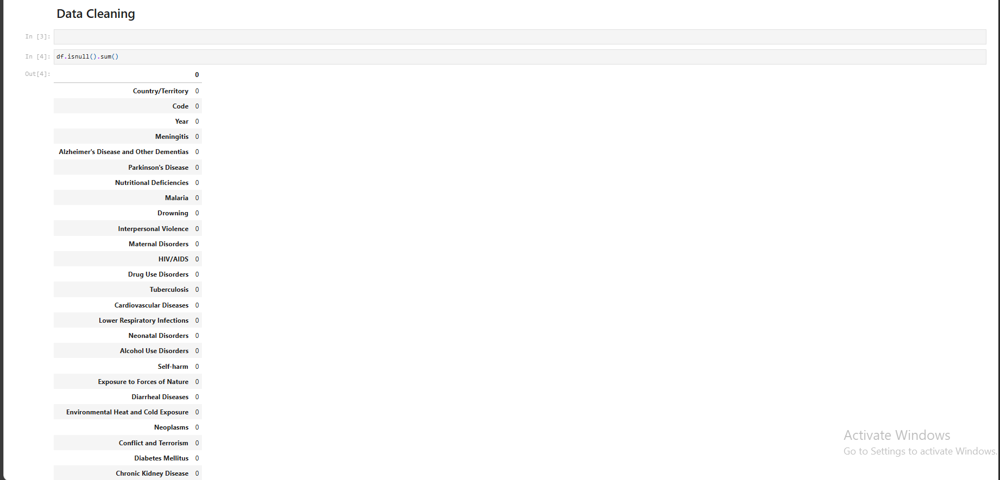 Data Cleaning
In [3]:
In [4]: df.isnull().sum()
Out[4]: 0
Country/Territory 0
Code 0
Year 0
Meningitis 0
Alzheimer's Disease and Other Dementias 0
Parkinson's Disease 0
Nutritional Deficiencies 0
Malaria 0
Drowning 0
Interpersonal Violence 0
Maternal Disorders 0
HIV/AIDS 0
Drug Use Disorders 0
Tuberculosis 0
Cardiovascular Diseases 0
Lower Respiratory Infections 0
Neonatal Disorders 0
Alcohol Use Disorders 0
Self-harm 0
Exposure to Forces of Nature 0
Diarrheal Diseases 0
Environmental Heat and Cold Exposure 0
Neoplasms 0
Conflict and Terrorism 0
Diabetes Mellitus 0
Chronic Kidney Disease 0
Activate Windows
Go to Settings to activate Windows.